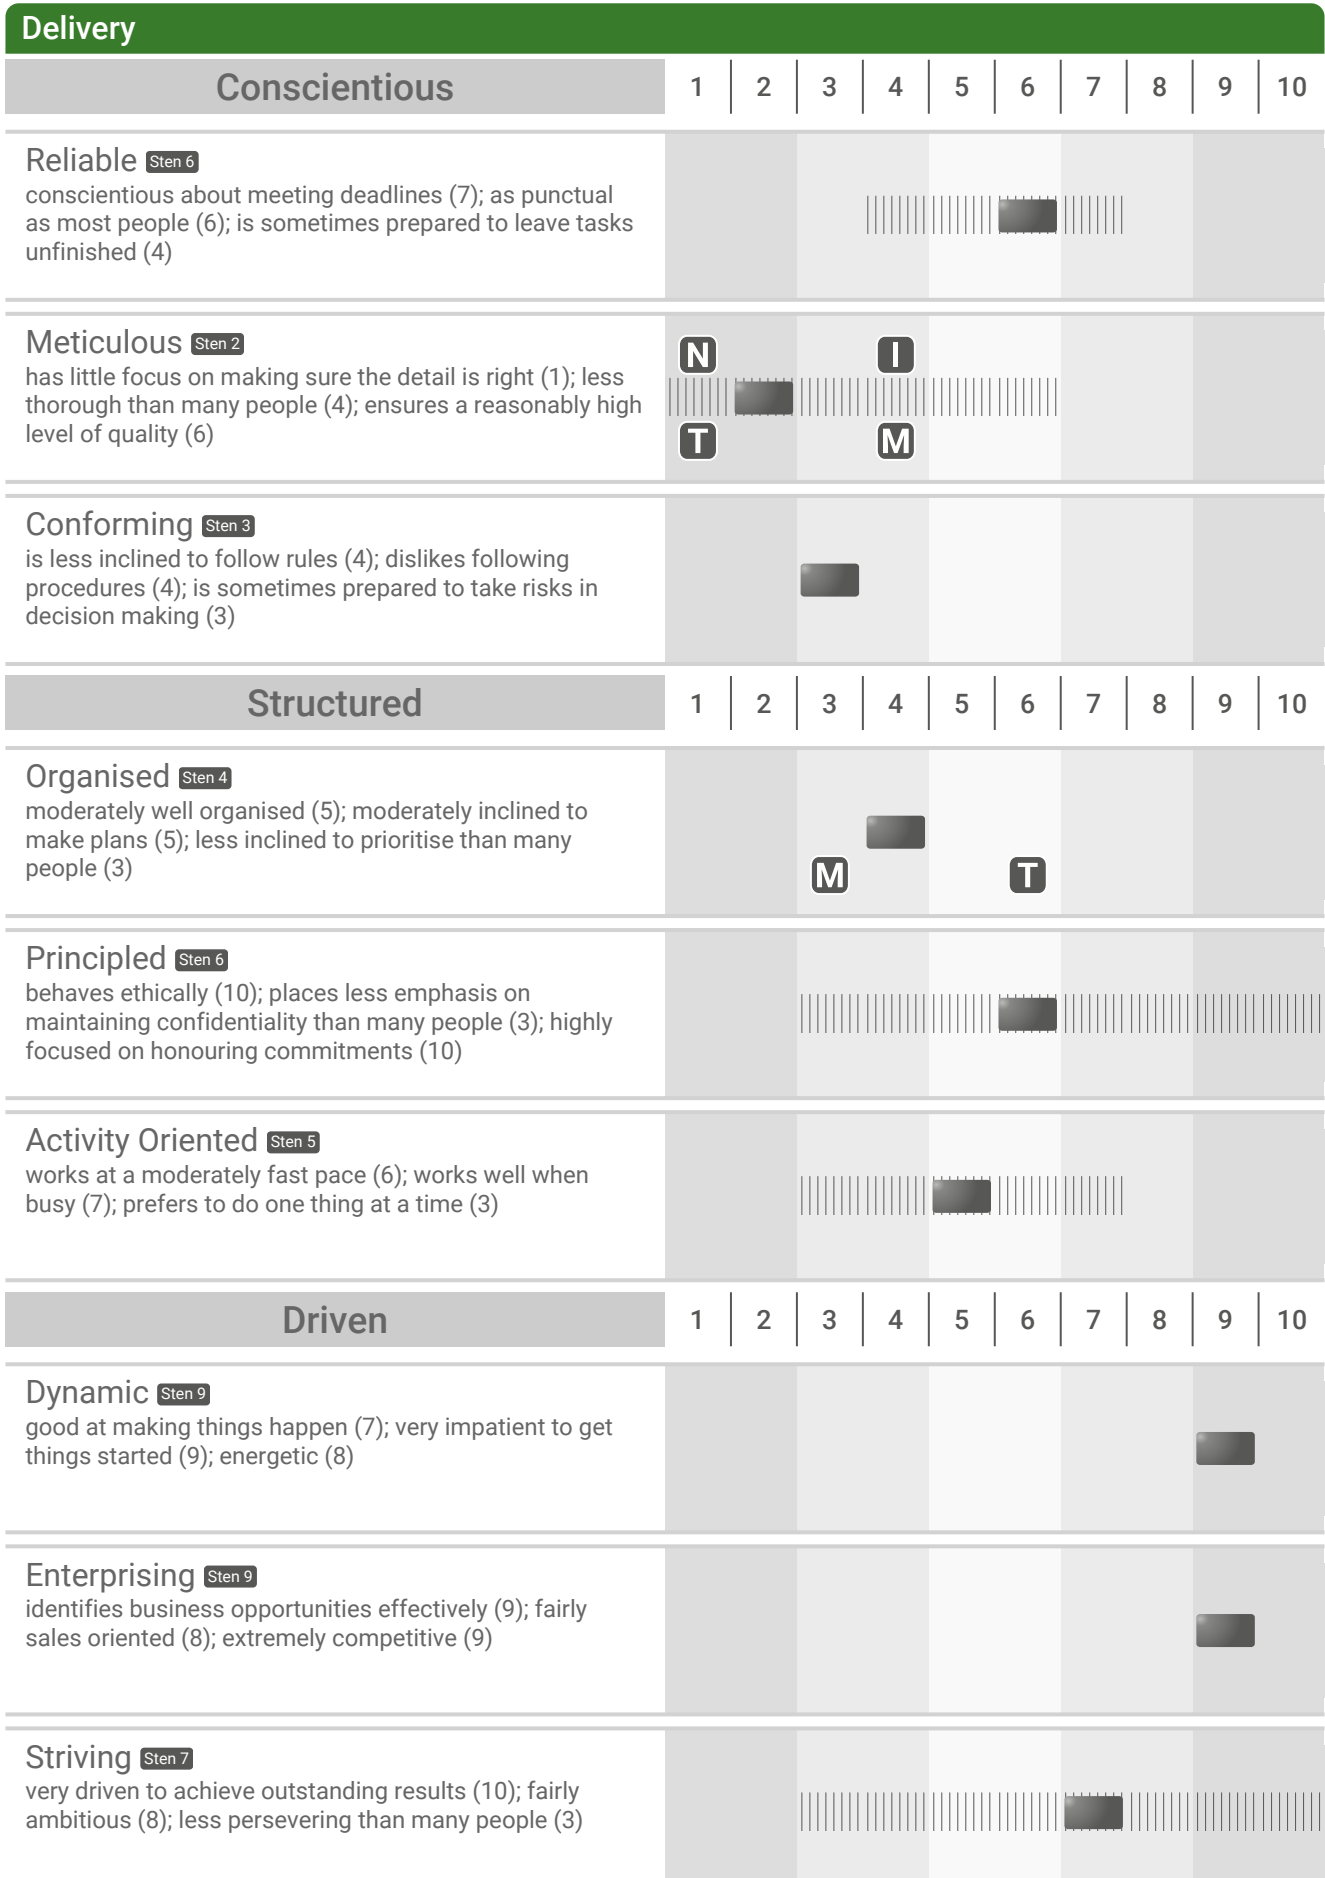 Delivery
Conscientious 1 2 3 4 5 6 7 8 9 10
Reliable Sten 6
conscientious about meeting deadlines (7); as punctual
as most people (6); is sometimes prepared to leave tasks
unfinished (4)
Meticulous Sten 2
has little focus on making sure the detail is right (1); less
thorough than many people (4); ensures a reasonably high
level of quality (6)
N I
T M
Conforming Sten 3
is less inclined to follow rules (4); dislikes following
procedures (4); is sometimes prepared to take risks in
decision making (3)
Structured 1 2 3 4 5 6 7 8 9 10
Organised Sten 4
moderately well organised (5); moderately inclined to
make plans (5); less inclined to prioritise than many
people (3)
M T
Principled Sten 6
behaves ethically (10); places less emphasis on
maintaining confidentiality than many people (3); highly
focused on honouring commitments (10)
Activity Oriented Sten 5
works at a moderately fast pace (6); works well when
busy (7); prefers to do one thing at a time (3)
Driven 1 2 3 4 5 6 7 8 9 10
Dynamic Sten 9
good at making things happen (7); very impatient to get
things started (9); energetic (8)
Enterprising Sten 9
identifies business opportunities effectively (9); fairly
sales oriented (8); extremely competitive (9)
Striving Sten 7
very driven to achieve outstanding results (10); fairly
ambitious (8); less persevering than many people (3)